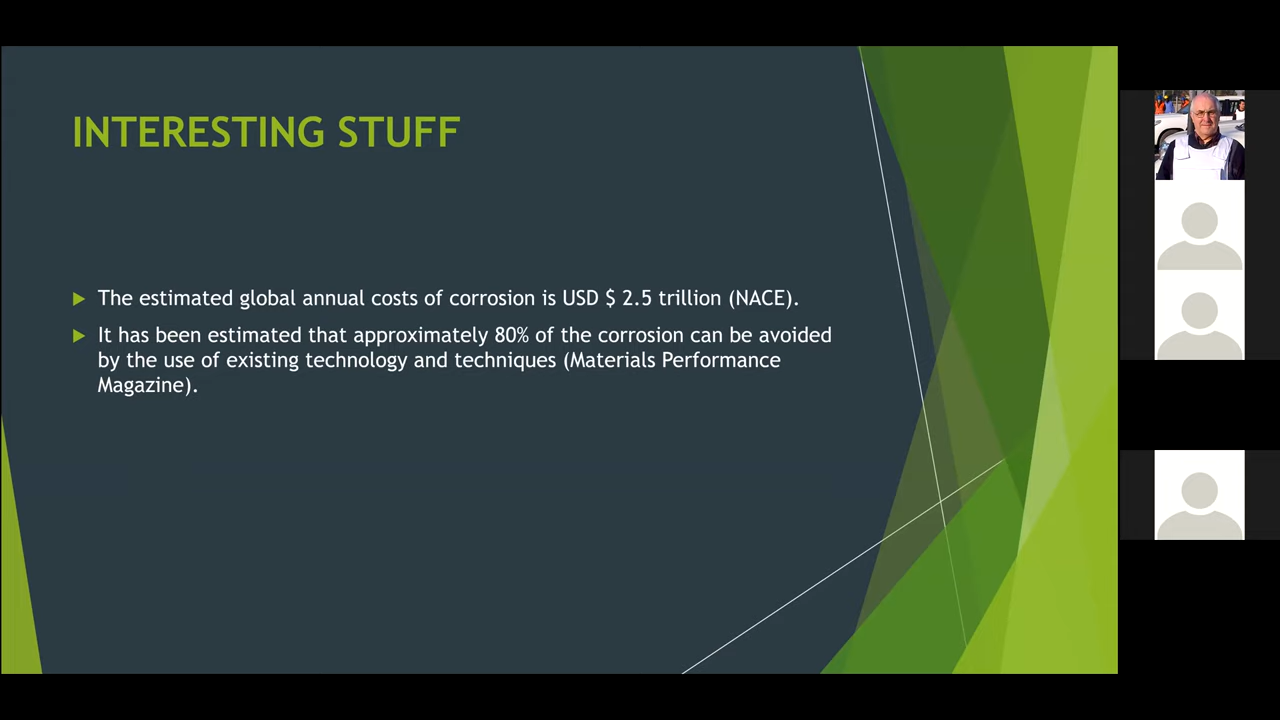 INTERESTING STUFF
The estimated global annual costs of corrosion is USD $ 2.5 trillion (NACE).
It has been estimated that approximately 80% of the corrosion can be avoided
by the use of existing technology and techniques (Materials Performance
Magazine).